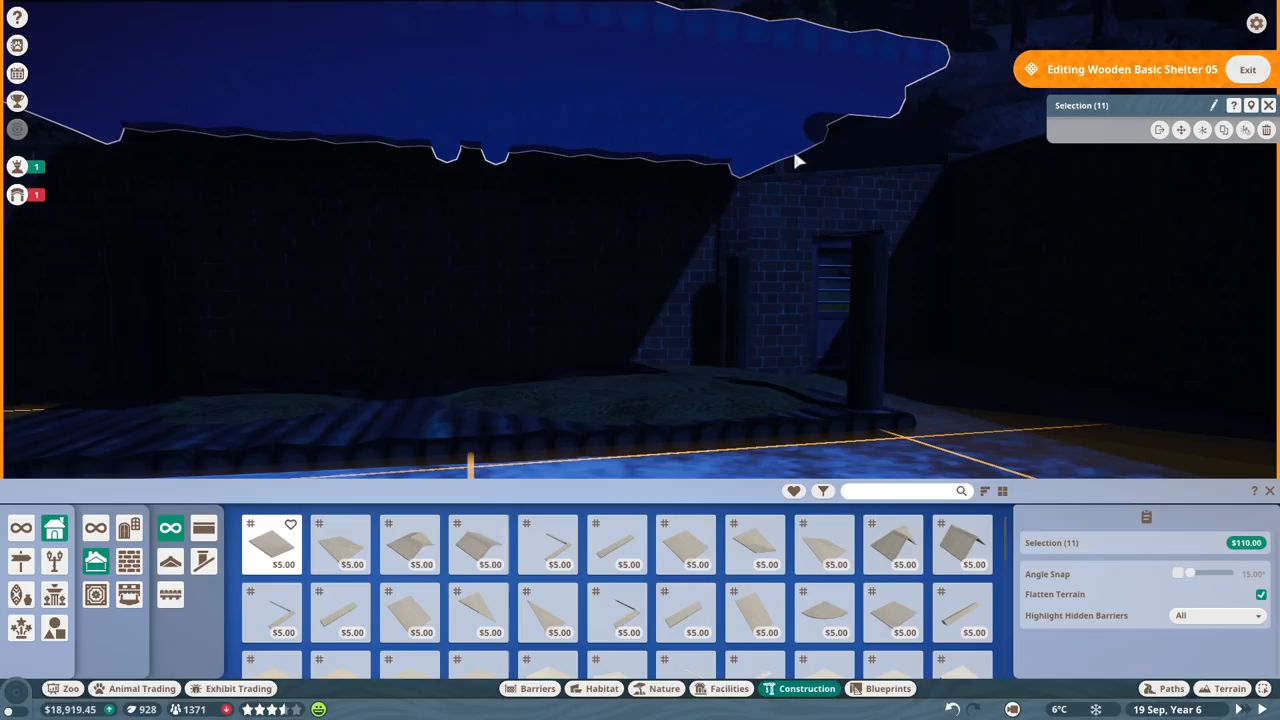 ?
Editing Wooden Basic Shelter 05
Exit
Selection (11)
?
1
1
?
$5.00 $5.00 $5.00 $5.00 $5.00 $5.00 $5.00 $5.00 $5.00 $5.00 $5.00
$5.00 $5.00 $5.00 $5.00 $5.00 $5.00 $5.00 $5.00 $5.00 $5.00 $5.00
Selection (11)
$110.00
Angle Snap
15.00°
Flatten Terrain
Highlight Hidden Barriers
All
Zoo
Animal Trading
Exhibit Trading
Barriers
Habitat
Nature
Facilities
Construction
Blueprints
Paths
Terrain
$18,919.45
928
1371
6°C
19 Sep, Year 6